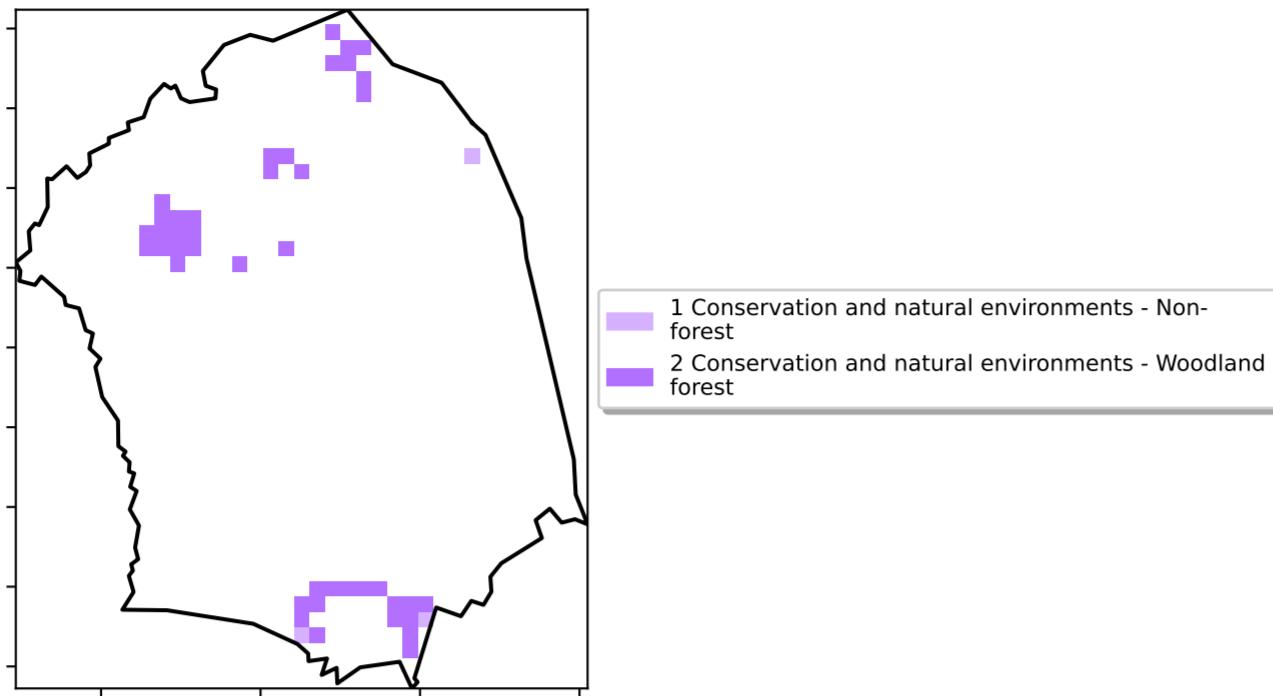 1 Conservation and natural environments - Non-
forest
2 Conservation and natural environments - Woodland
forest